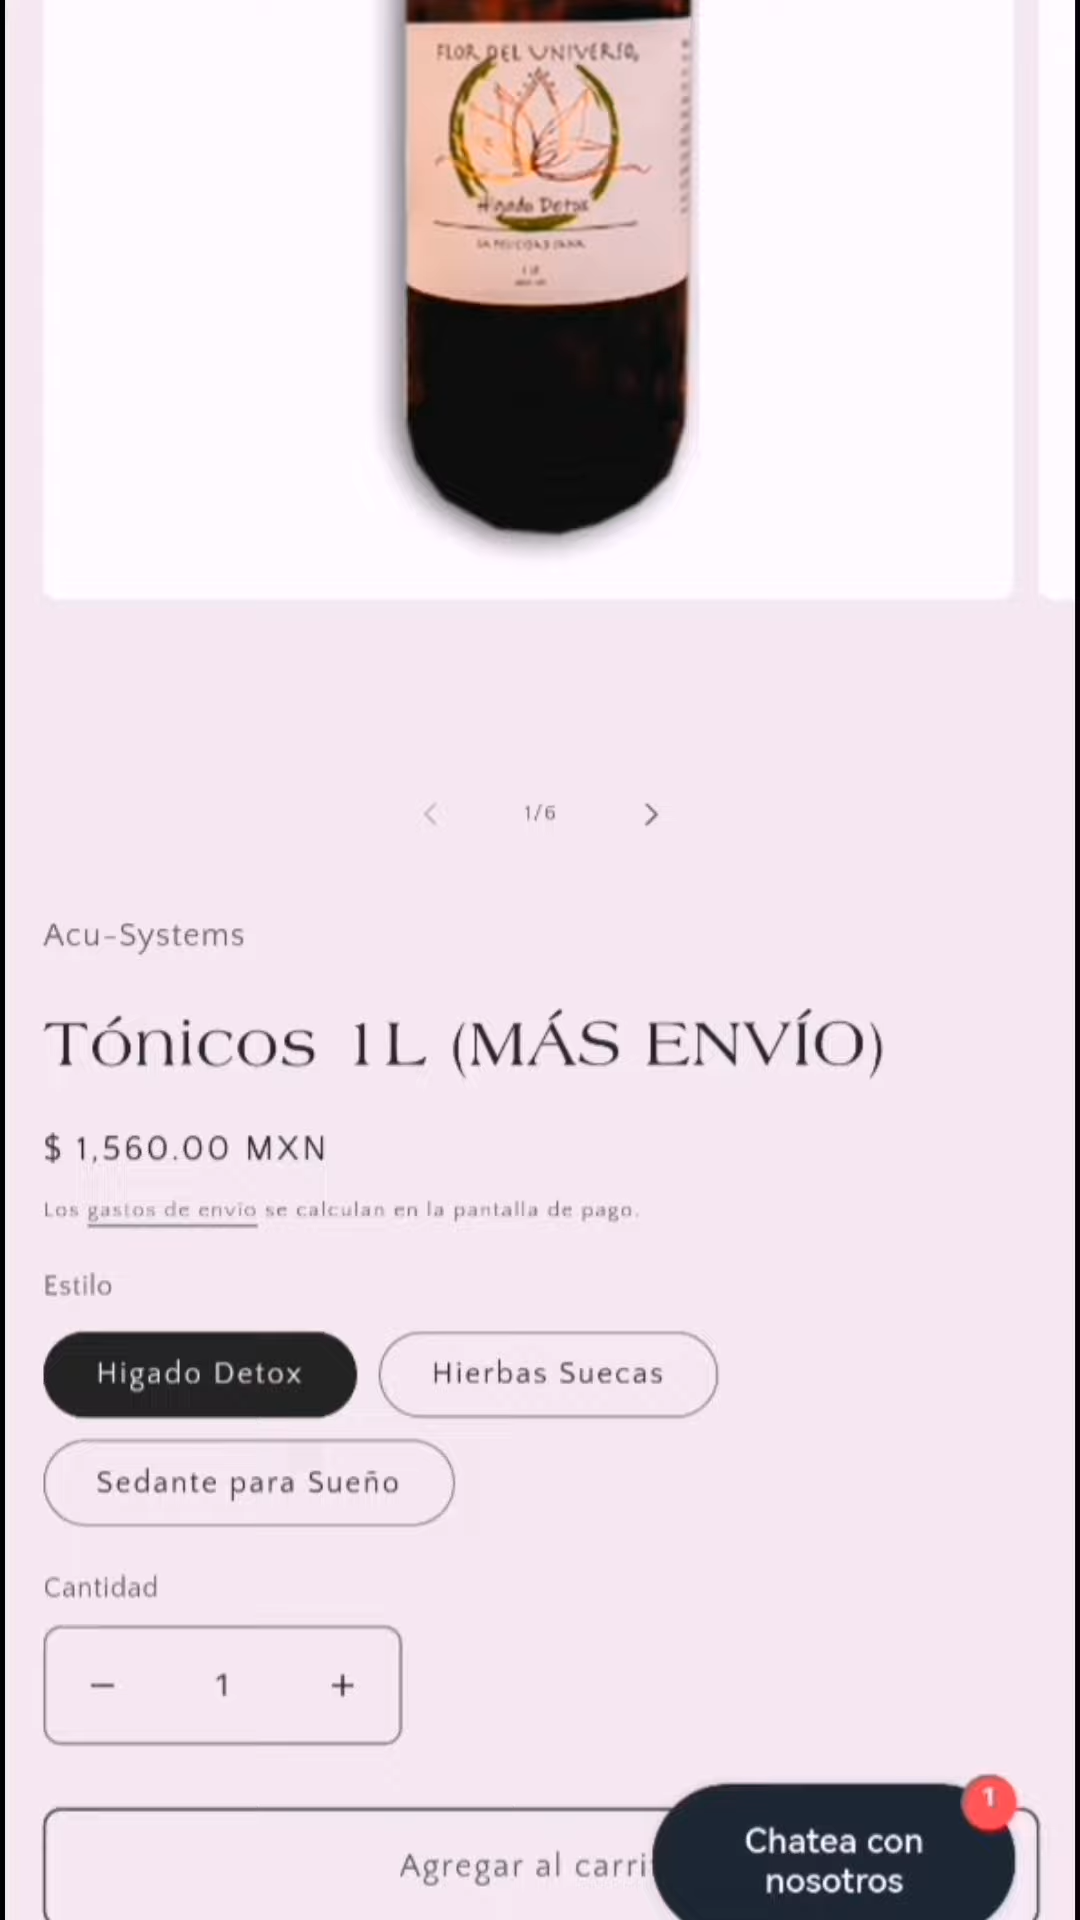 FLOR DEL UNIVERSO,
Higado Detox
1/6
Acu-Systems
Tónicos 1L (MÁS ENVÍO)
$ 1,560.00 MXN
Los gastos de envío se calculan en la pantalla de pago.
Estilo
Higado Detox
Hierbas Suecas
Sedante para Sueño
Cantidad
1
1
Agregar al carri
Chatea con
nosotros